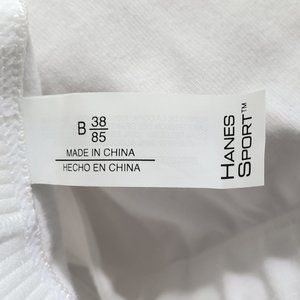 B 38/85
MADE IN CHINA
HECHO EN CHINA
HANES
SPORT™